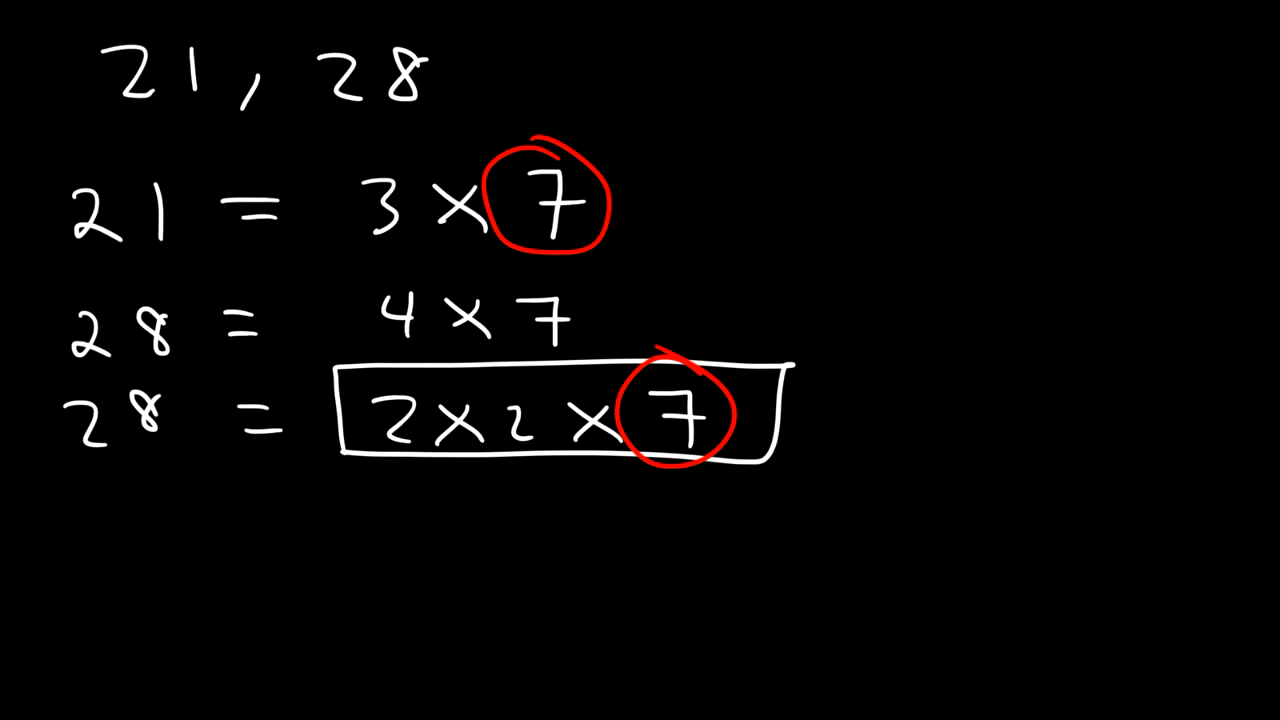 21, 28
21 = 3 × 7
28 = 4 × 7
28 = 2 × 2 × 7